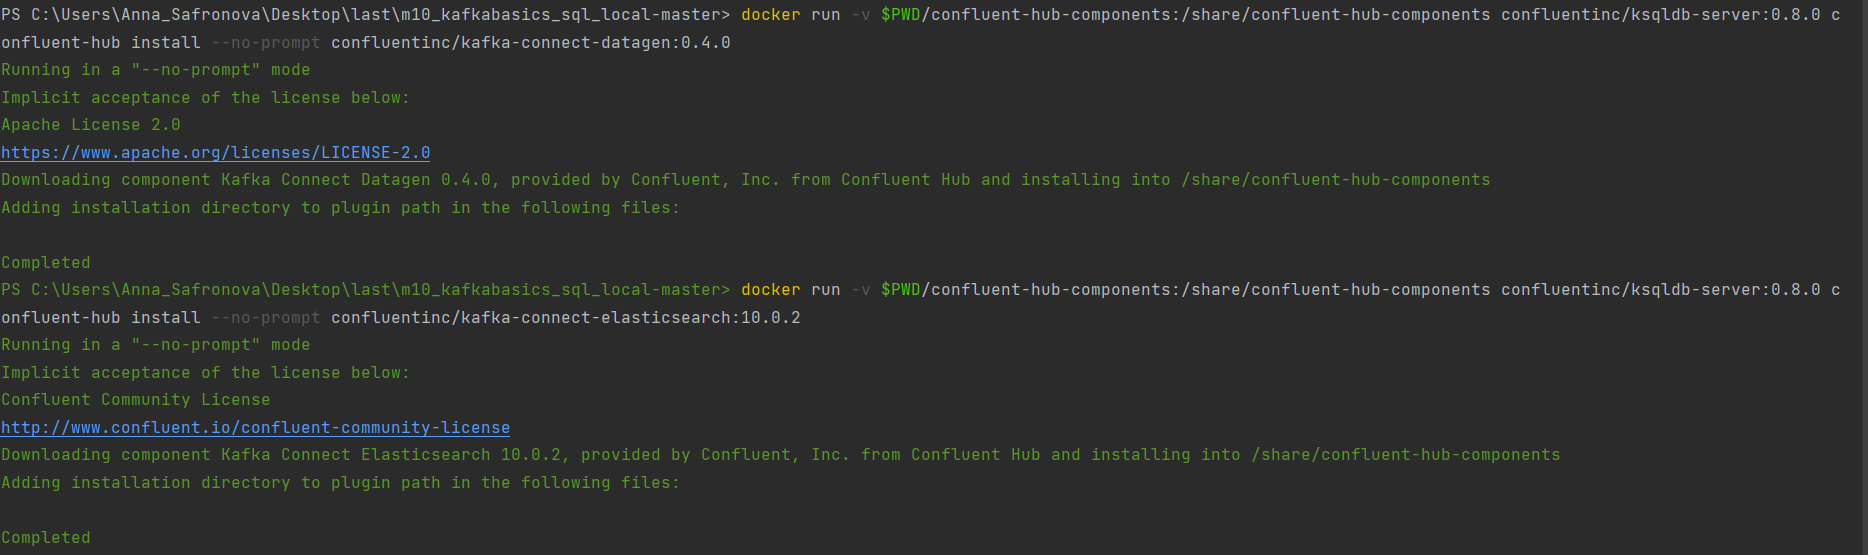 PS C:\Users\Anna_Safronova\Desktop\last\m10_kafkabasics_sql_local-master> docker run -v $PWD/confluent-hub-components:/share/confluent-hub-components confluentinc/ksqldb-server:0.8.0 c
onfluent-hub install --no-prompt confluentinc/kafka-connect-datagen:0.4.0
Running in a "--no-prompt" mode
Implicit acceptance of the license below:
Apache License 2.0
https://www.apache.org/licenses/LICENSE-2.0
Downloading component Kafka Connect Datagen 0.4.0, provided by Confluent, Inc. from Confluent Hub and installing into /share/confluent-hub-components
Adding installation directory to plugin path in the following files:
Completed
PS C:\Users\Anna_Safronova\Desktop\last\m10_kafkabasics_sql_local-master> docker run -v $PWD/confluent-hub-components:/share/confluent-hub-components confluentinc/ksqldb-server:0.8.0 c
onfluent-hub install --no-prompt confluentinc/kafka-connect-elasticsearch:10.0.2
Running in a "--no-prompt" mode
Implicit acceptance of the license below:
Confluent Community License
http://www.confluent.io/confluent-community-license
Downloading component Kafka Connect Elasticsearch 10.0.2, provided by Confluent, Inc. from Confluent Hub and installing into /share/confluent-hub-components
Adding installation directory to plugin path in the following files:
Completed